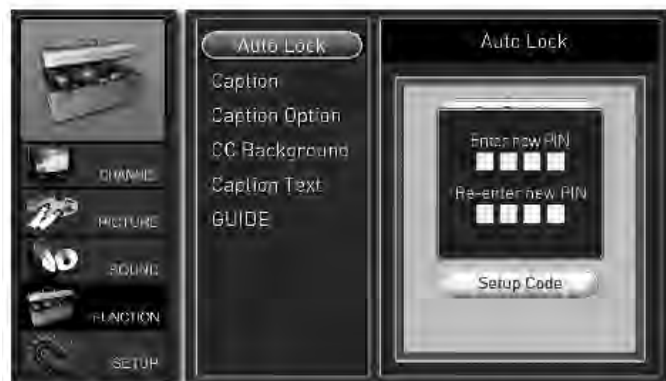 CHANNEL
PICTURE
SOUND
FUNCTION
SETUP
Auto Lock
Caption
Caption Option
CC Background
Caption Text
GUIDE
Auto Lock
Enter new PIN
Re-enter new PIN
Setup Code